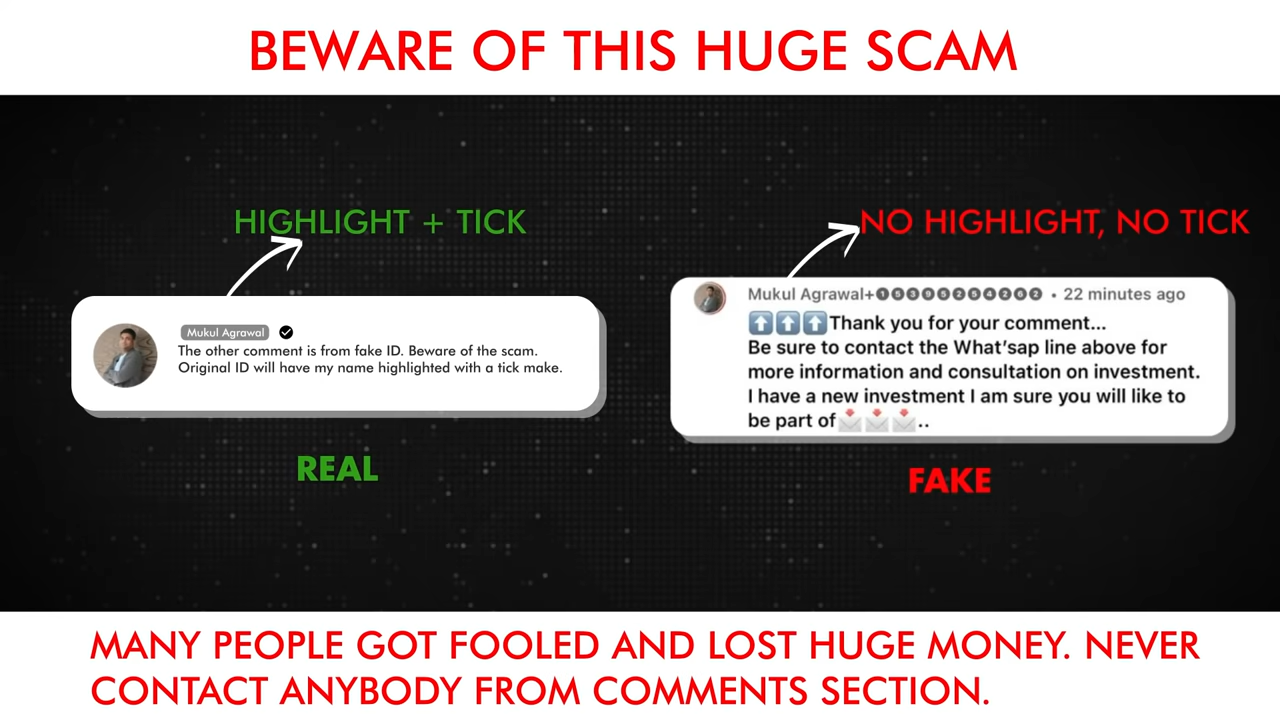 BEWARE OF THIS HUGE SCAM
HIGHLIGHT + TICK
NO HIGHLIGHT, NO TICK
Mukul Agrawal
The other comment is from fake ID. Beware of the scam.
Original ID will have my name highlighted with a tick make.
REAL
Mukul Agrawal+❶❺❸❾❺❷❺❹❷❻❷ • 22 minutes ago
⬆️⬆️⬆️Thank you for your comment...
Be sure to contact the What'sap line above for
more information and consultation on investment.
I have a new investment I am sure you will like to
be part of📩📩📩..
FAKE
MANY PEOPLE GOT FOOLED AND LOST HUGE MONEY. NEVER
CONTACT ANYBODY FROM COMMENTS SECTION.